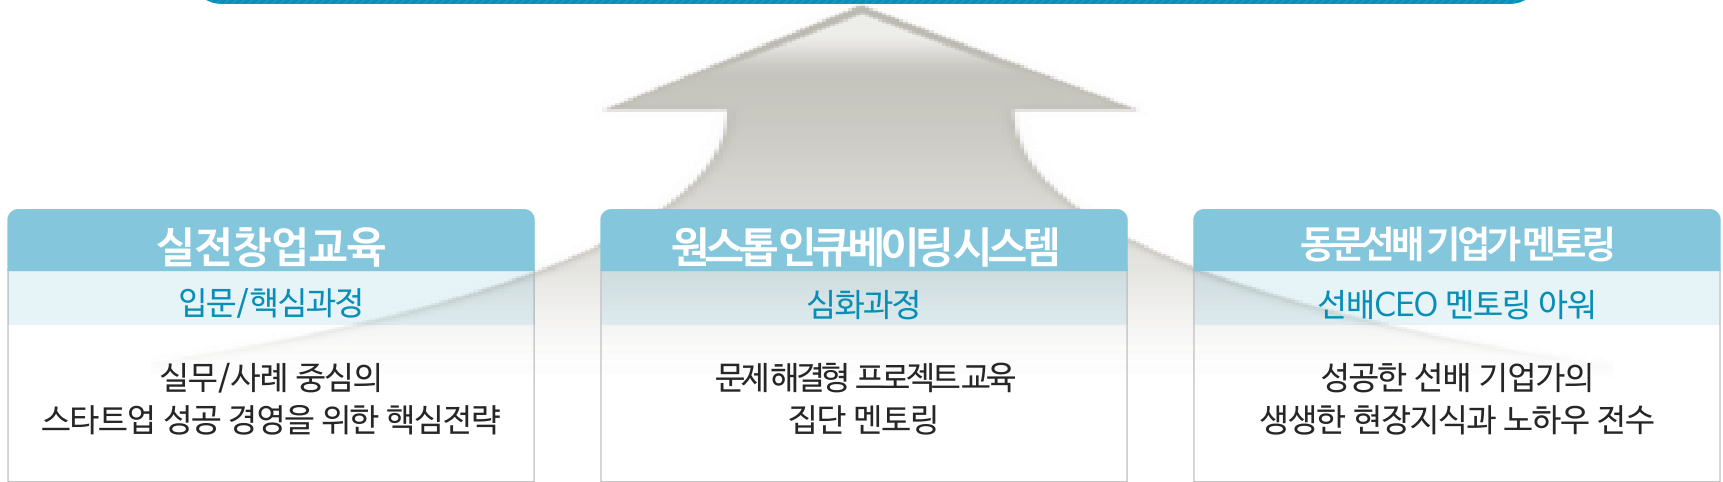 실전창업교육
입문/핵심과정
실무/사례 중심의
스타트업 성공 경영을 위한 핵심전략
원스톱 인큐베이팅 시스템
심화과정
문제해결형 프로젝트 교육
집단 멘토링
동문선배 기업가 멘토링
선배CEO 멘토링 아워
성공한 선배 기업가의
생생한 현장지식과 노하우 전수